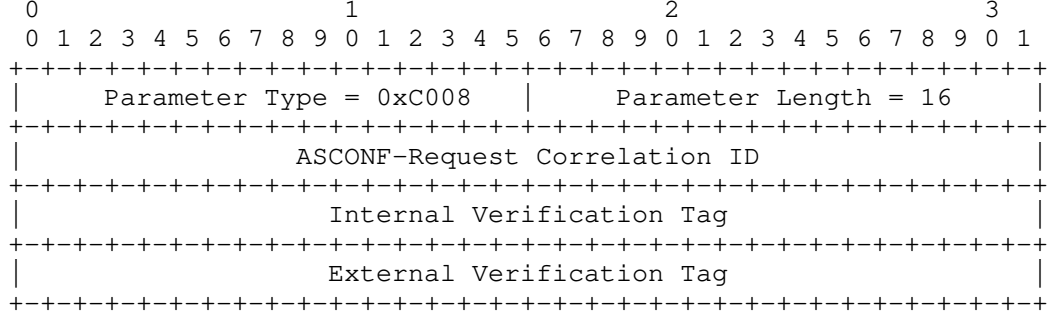 0                   1                   2                   3
 0 1 2 3 4 5 6 7 8 9 0 1 2 3 4 5 6 7 8 9 0 1 2 3 4 5 6 7 8 9 0 1
+-+-+-+-+-+-+-+-+-+-+-+-+-+-+-+-+-+-+-+-+-+-+-+-+-+-+-+-+-+-+-+-+
|     Parameter Type = 0xC008   |     Parameter Length = 16     |
+-+-+-+-+-+-+-+-+-+-+-+-+-+-+-+-+-+-+-+-+-+-+-+-+-+-+-+-+-+-+-+-+
|                 ASCONF-Request Correlation ID                 |
+-+-+-+-+-+-+-+-+-+-+-+-+-+-+-+-+-+-+-+-+-+-+-+-+-+-+-+-+-+-+-+-+
|                   Internal Verification Tag                   |
+-+-+-+-+-+-+-+-+-+-+-+-+-+-+-+-+-+-+-+-+-+-+-+-+-+-+-+-+-+-+-+-+
|                   External Verification Tag                   |
+-+-+-+-+-+-+-+-+-+-+-+-+-+-+-+-+-+-+-+-+-+-+-+-+-+-+-+-+-+-+-+-+